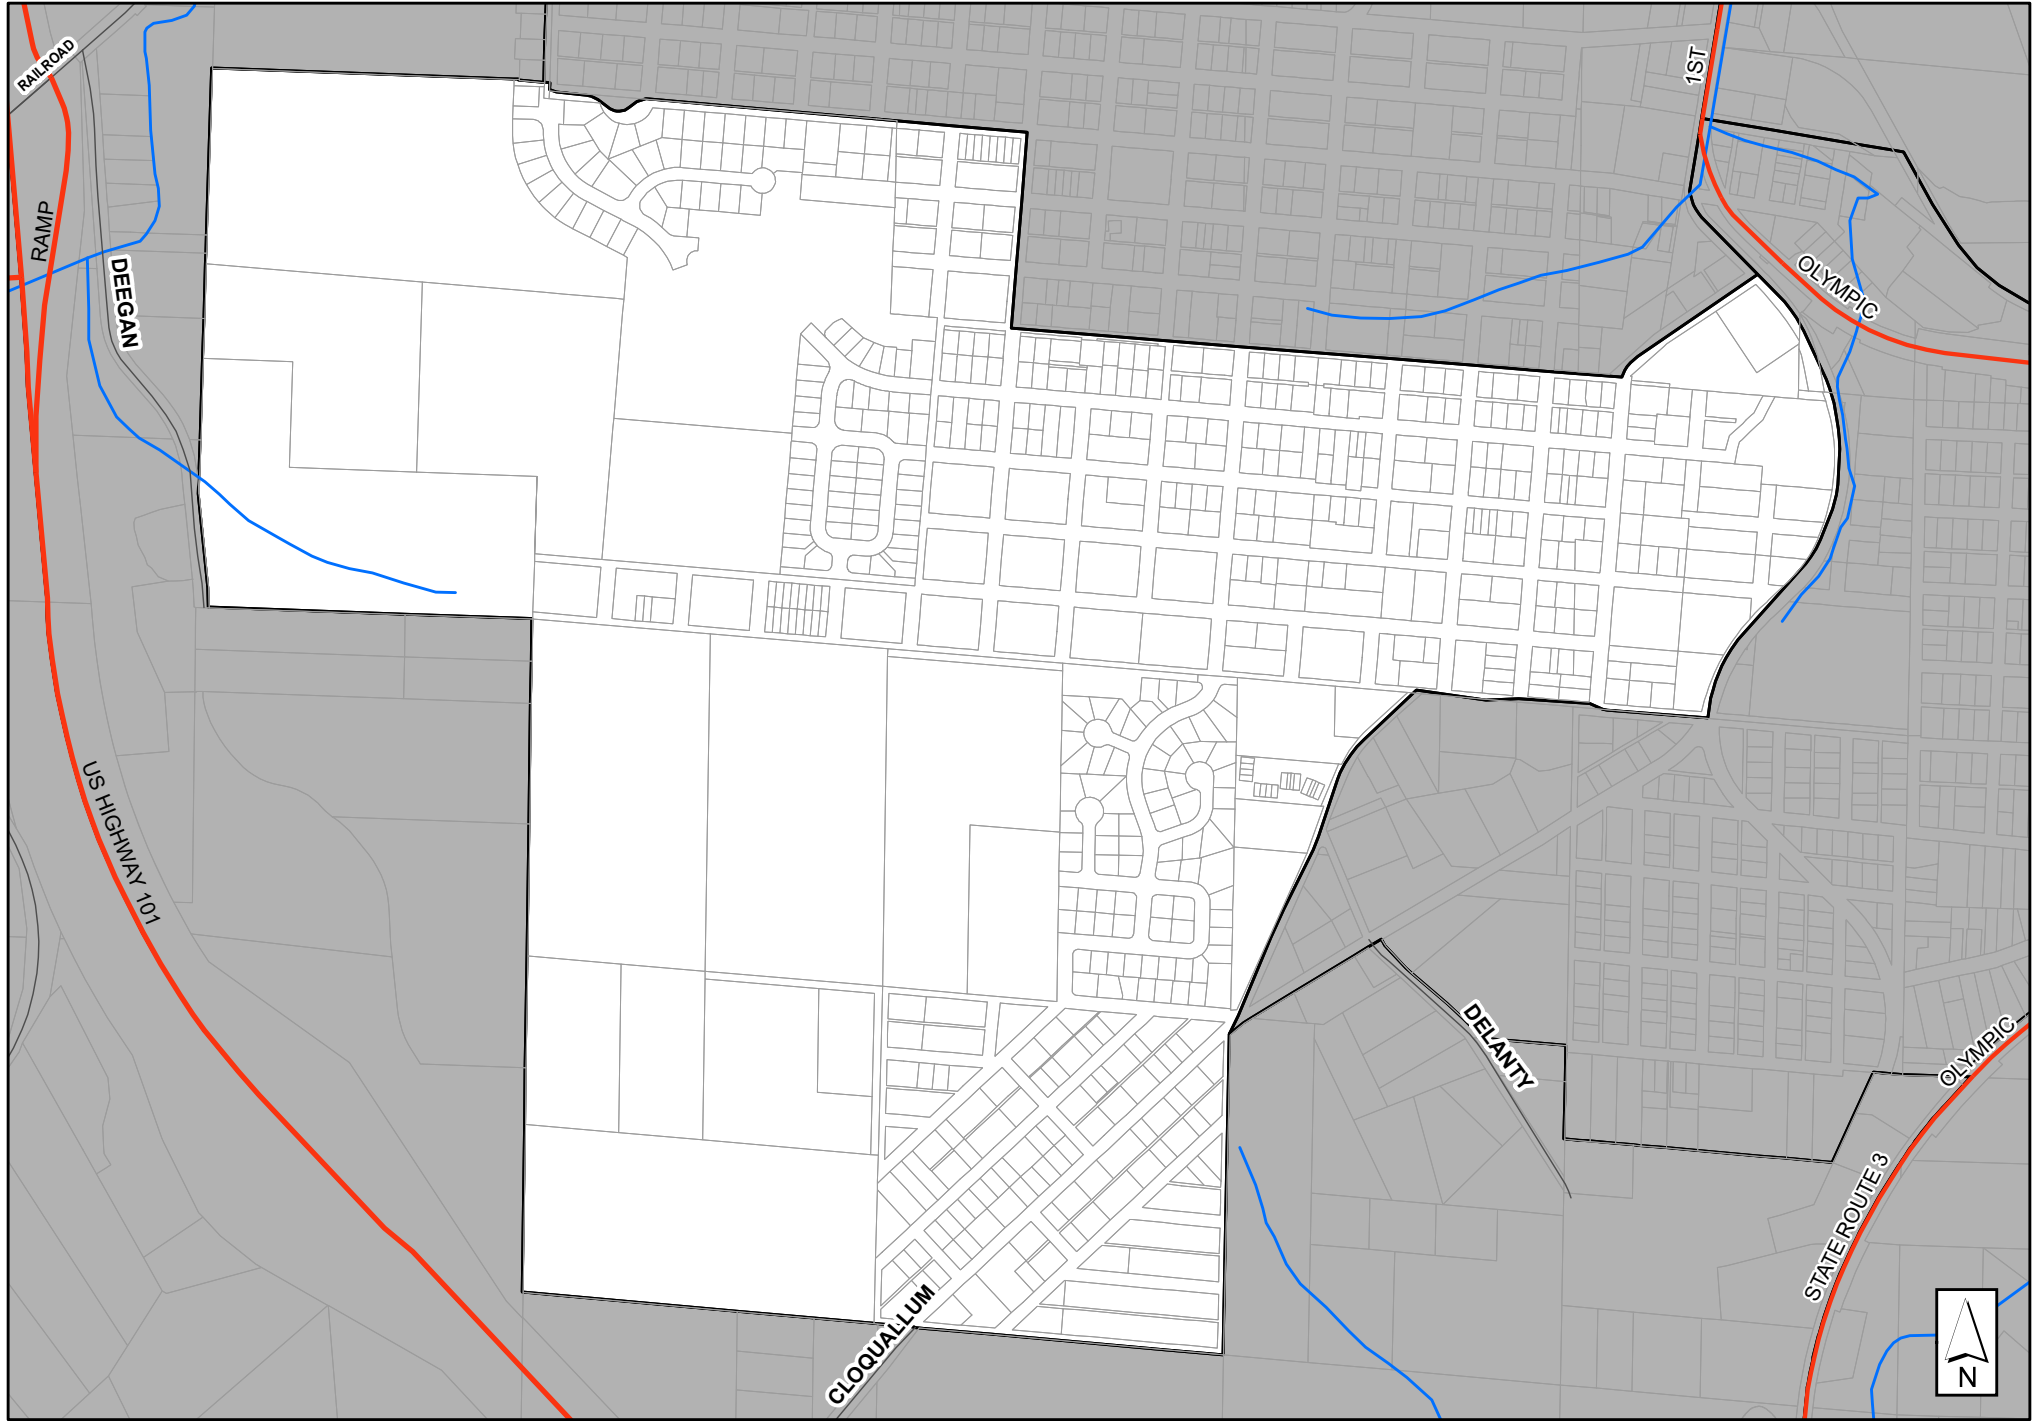 RAILROAD
1ST
RAMP
DEEGAN
OLYMPIC
US HIGHWAY 101
DELANTY
OLYMPIC
STATE ROUTE 3
CLOQUALLUM
N